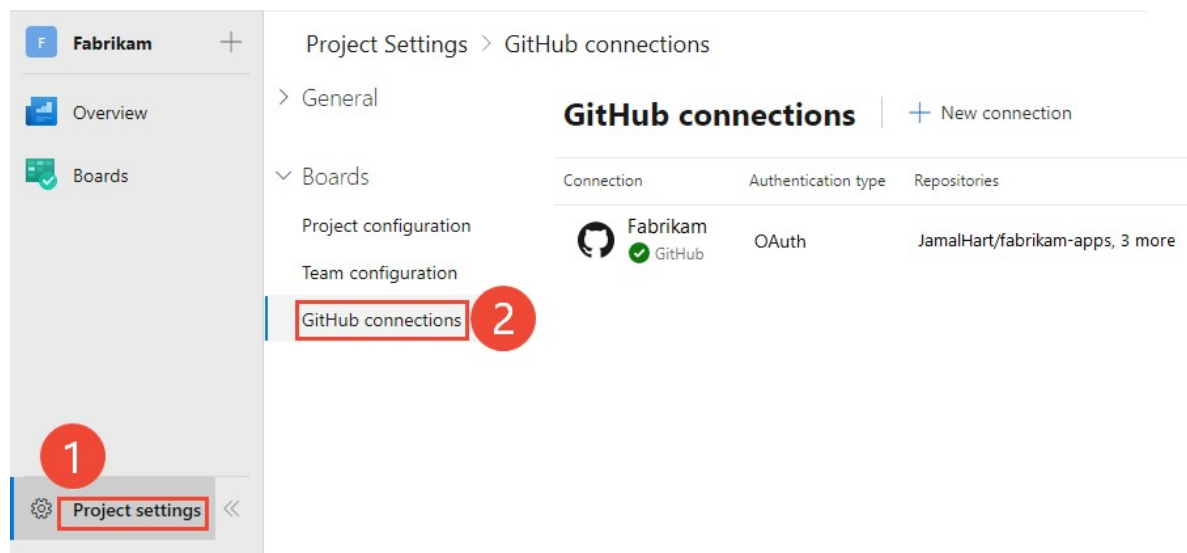 F Fabrikam
Overview
Boards
1
Project settings
Project Settings > GitHub connections
General
Boards
Project configuration
Team configuration
GitHub connections
2
GitHub connections
New connection
Connection Authentication type Repositories
Fabrikam
GitHub
OAuth
JamalHart/fabrikam-apps, 3 more